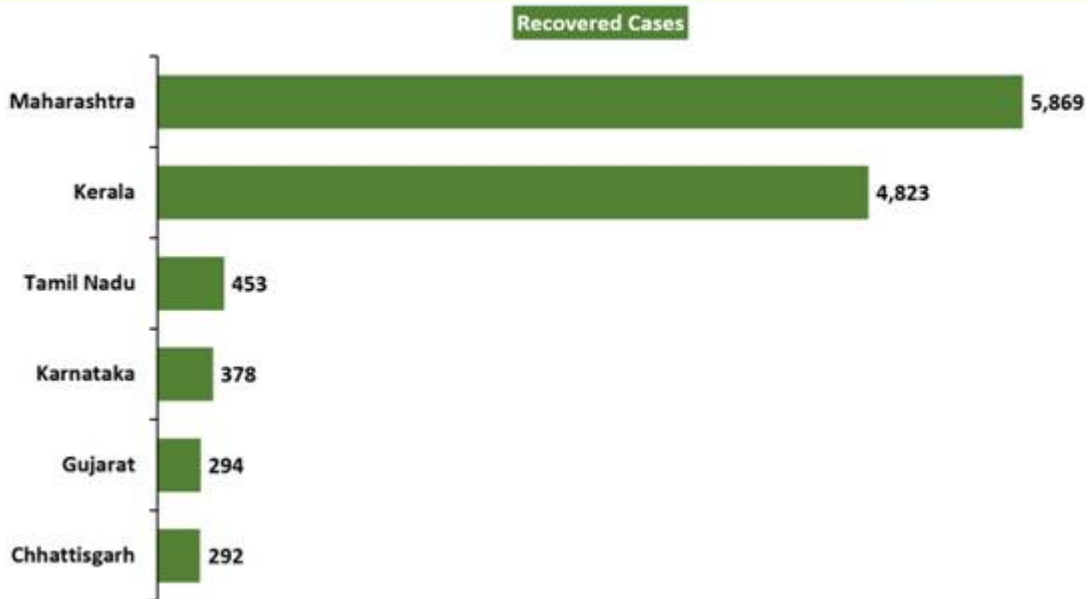 Recovered Cases
Maharashtra 5,869
Kerala 4,823
Tamil Nadu 453
Karnataka 378
Gujarat 294
Chhattisgarh 292